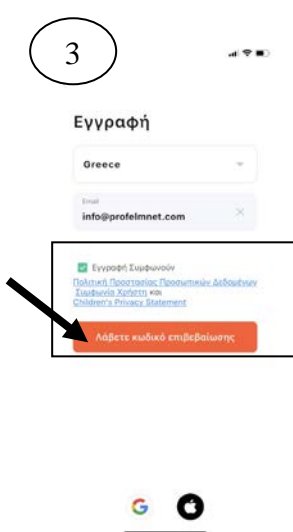 3
Εγγραφή
Greece
Email
info@profelmnet.com
Εγγραφή Συμφωνούν
Πολιτική Προστασίας Προσωπικών Δεδομένων
Συμφωνία Χρήστη και
Children's Privacy Statement
Λάβετε κωδικό επιβεβαίωσης